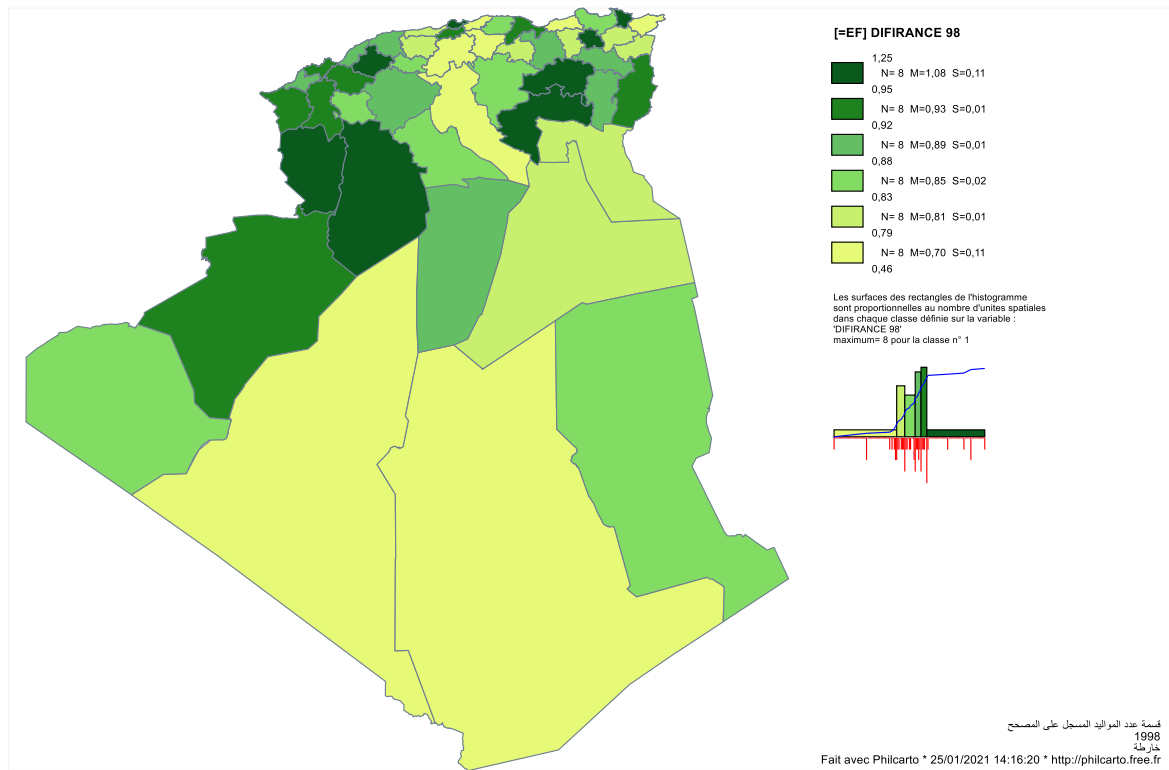 [=EF] DIFIRANCE 98
1,25
N= 8 M=1,08 S=0,11
0,95
N= 8 M=0,93 S=0,01
0,92
N= 8 M=0,89 S=0,01
0,88
N= 8 M=0,85 S=0,02
0,83
N= 8 M=0,81 S=0,01
0,79
N= 8 M=0,70 S=0,11
0,46
Les surfaces des rectangles de l'histogramme
sont proportionnelles au nombre d'unites spatiales
dans chaque classe définie sur la variable :
'DIFIRANCE 98'
maximum= 8 pour la classe n° 1
قسمة عدد المواليد المسجل على المصحح
1998
خارطة
Fait avec Philcarto * 25/01/2021 14:16:20 * http://philcarto.free.fr